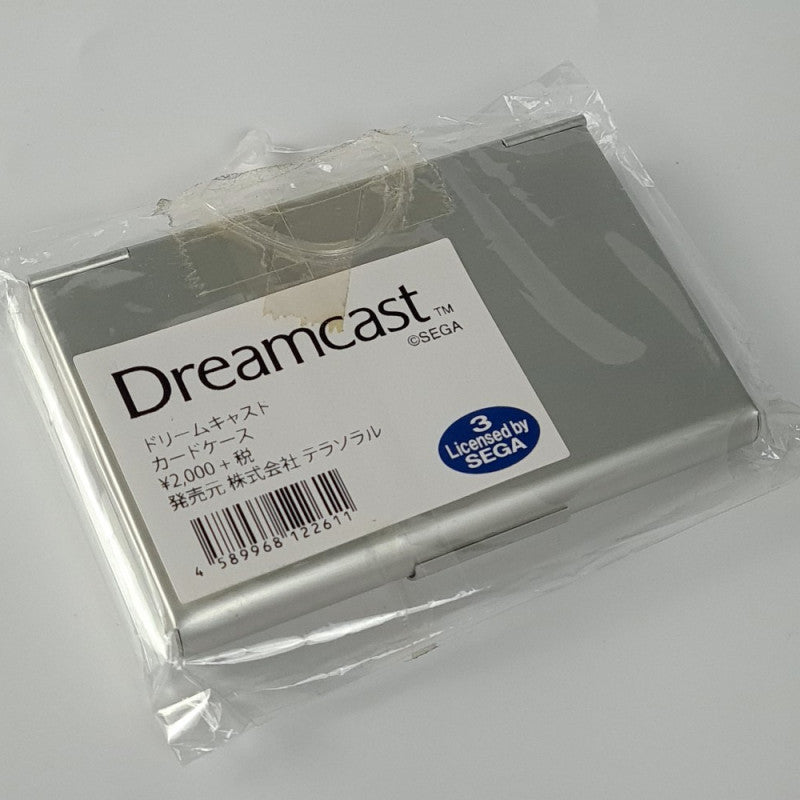 Dreamcast™
©SEGA
ドリームキャスト
カードケース
¥2,000+税
発売元 株式会社 テラソラル
3
Licensed by
SEGA
4 589968 122611